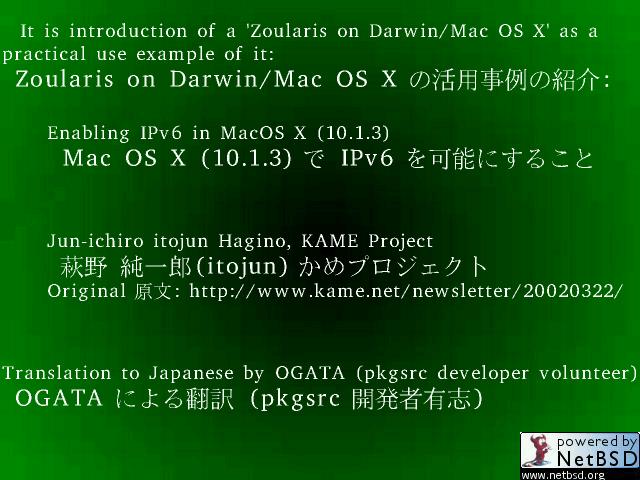 It is introduction of a 'Zoularis on Darwin/Mac OS X' as a
practical use example of it:
Zoularis on Darwin/Mac OS X の活用事例の紹介:
Enabling IPv6 in MacOS X (10.1.3)
Mac OS X (10.1.3) で IPv6 を可能にすること
Jun-ichiro itojun Hagino, KAME Project
萩野 純一郎(itojun) かめプロジェクト
Original 原文: http://www.kame.net/newsletter/20020322/
Translation to Japanese by OGATA (pkgsrc developer volunteer)
OGATA による翻訳 (pkgsrc 開発者有志)
powered by
NetBSD
www.netbsd.org